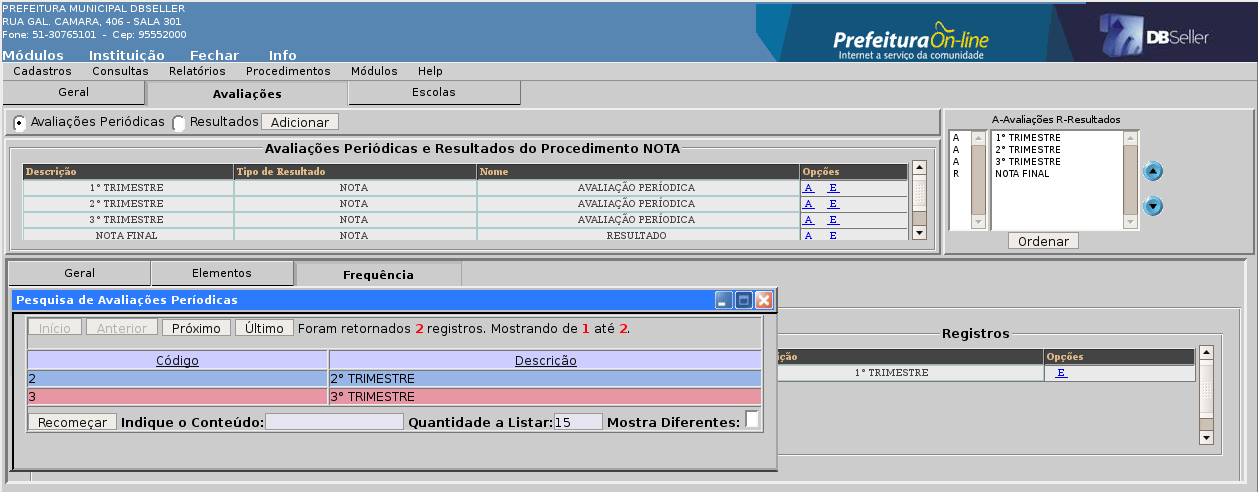 PREFEITURA MUNICIPAL DBSELLER
RUA GAL. CAMARA, 406 - SALA 301
Fone: 51-30765101 - Cep: 95552000
PrefeituraOn-line
Internet a serviço da comunidade
DBSeller
Módulos Instituição Fechar Info
Cadastros Consultas Relatórios Procedimentos Módulos Help
Geral Avaliações Escolas
Avaliações Periódicas Resultados Adicionar
A-Avaliações R-Resultados
A 1° TRIMESTRE
A 2° TRIMESTRE
A 3° TRIMESTRE
R NOTA FINAL
Ordenar
Avaliações Periódicas e Resultados do Procedimento NOTA
Descrição Tipo de Resultado Nome Opções
1° TRIMESTRE NOTA AVALIAÇÃO PERÍODICA A E
2° TRIMESTRE NOTA AVALIAÇÃO PERÍODICA A E
3° TRIMESTRE NOTA AVALIAÇÃO PERÍODICA A E
NOTA FINAL NOTA RESULTADO A E
Geral Elementos Frequência
Pesquisa de Avaliações Períodicas
Início Anterior Próximo Último Foram retornados 2 registros. Mostrando de 1 até 2.
Código Descrição
2 2° TRIMESTRE
3 3° TRIMESTRE
Recomeçar Indique o Conteúdo: Quantidade a Listar: 15 Mostra Diferentes:
Registros
ição Opções
1° TRIMESTRE E